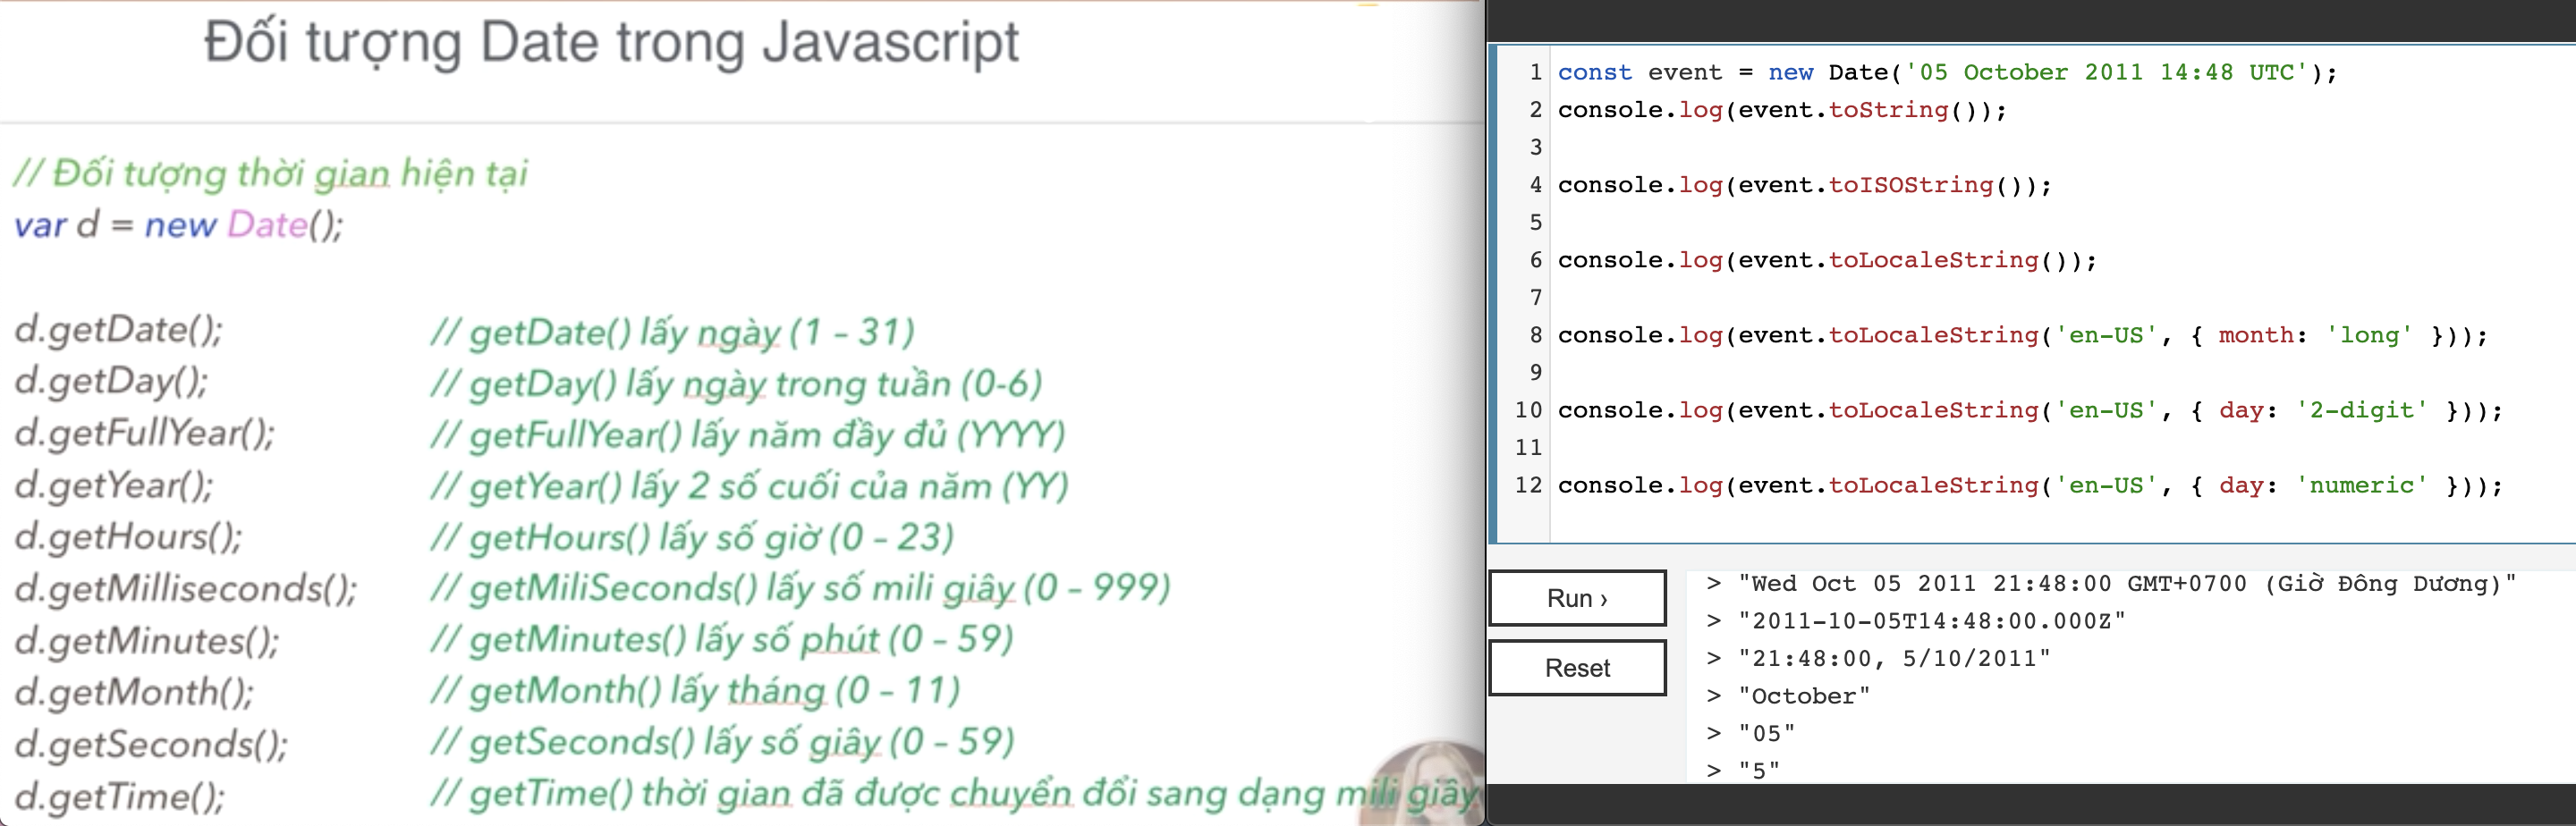 Đối tượng Date trong Javascript
// Đối tượng thời gian hiện tại
var d = new Date();
d.getDate(); // getDate() lấy ngày (1 – 31)
d.getDay(); // getDay() lấy ngày trong tuần (0-6)
d.getFullYear(); // getFullYear() lấy năm đầy đủ (YYYY)
d.getYear(); // getYear() lấy 2 số cuối của năm (YY)
d.getHours(); // getHours() lấy số giờ (0 – 23)
d.getMilliseconds(); // getMiliSeconds() lấy số mili giây (0 – 999)
d.getMinutes(); // getMinutes() lấy số phút (0 – 59)
d.getMonth(); // getMonth() lấy tháng (0 – 11)
d.getSeconds(); // getSeconds() lấy số giây (0 – 59)
d.getTime(); // getTime() thời gian đã được chuyển đổi sang dạng mili giây
1 const event = new Date('05 October 2011 14:48 UTC');
2 console.log(event.toString());
3
4 console.log(event.toISOString());
5
6 console.log(event.toLocaleString());
7
8 console.log(event.toLocaleString('en-US', { month: 'long' }));
9
10 console.log(event.toLocaleString('en-US', { day: '2-digit' }));
11
12 console.log(event.toLocaleString('en-US', { day: 'numeric' }));
Run ›
Reset
> "Wed Oct 05 2011 21:48:00 GMT+0700 (Giờ Đông Dương)"
> "2011-10-05T14:48:00.000Z"
> "21:48:00, 5/10/2011"
> "October"
> "05"
> "5"